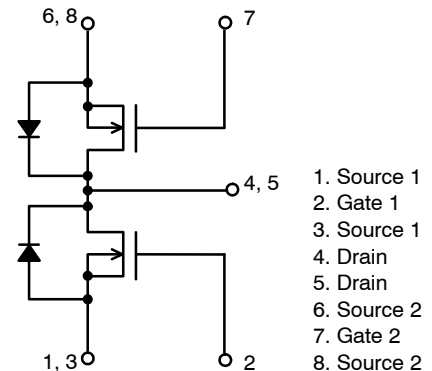 6, 8
7
4, 5
1, 3
2
1. Source 1
2. Gate 1
3. Source 1
4. Drain
5. Drain
6. Source 2
7. Gate 2
8. Source 2